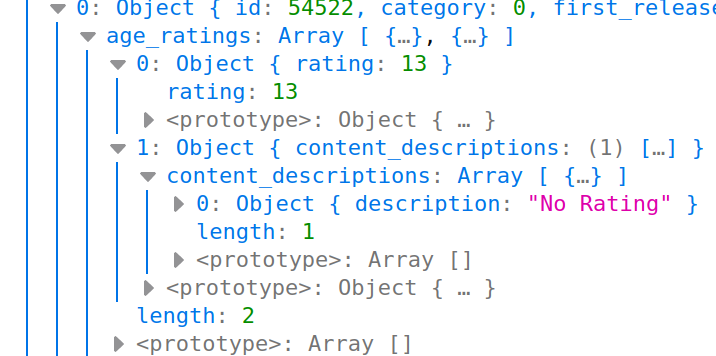 0: Object { id: 54522, category: 0, first_release
age_ratings: Array [ {…}, {…} ]
0: Object { rating: 13 }
rating: 13
<prototype>: Object { … }
1: Object { content_descriptions: (1) […] }
content_descriptions: Array [ {…} ]
0: Object { description: "No Rating" }
length: 1
<prototype>: Array []
<prototype>: Object { … }
length: 2
<prototype>: Array []